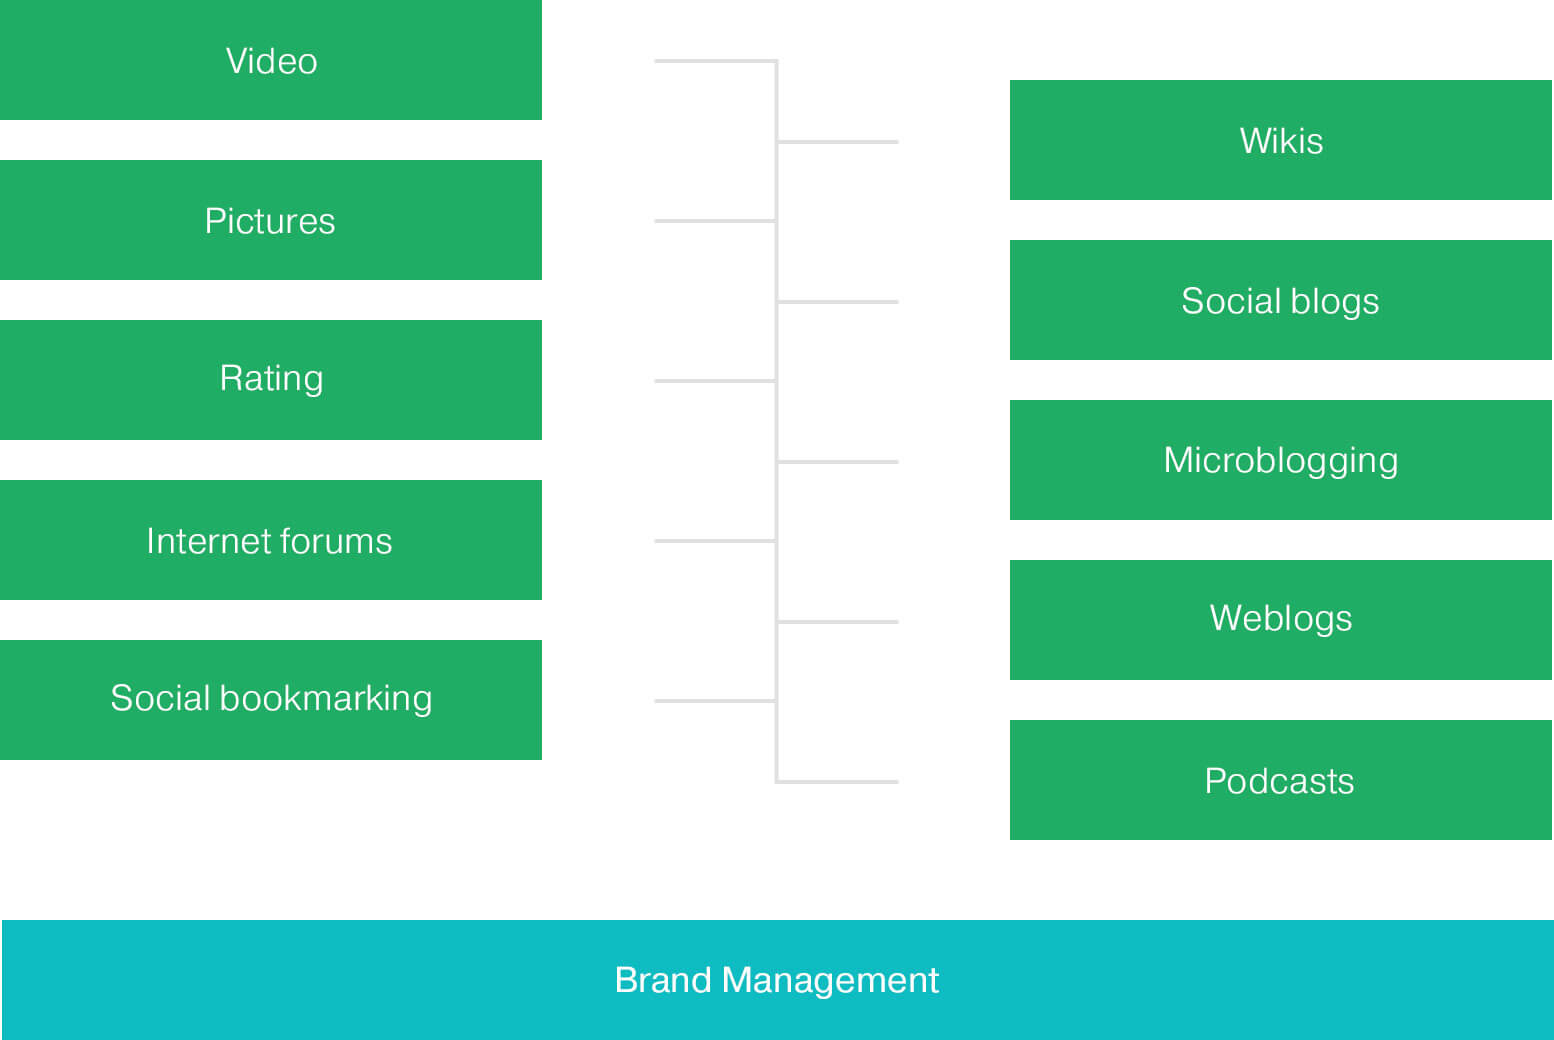 Video
Pictures
Rating
Internet forums
Social bookmarking
Wikis
Social blogs
Microblogging
Weblogs
Podcasts
Brand Management